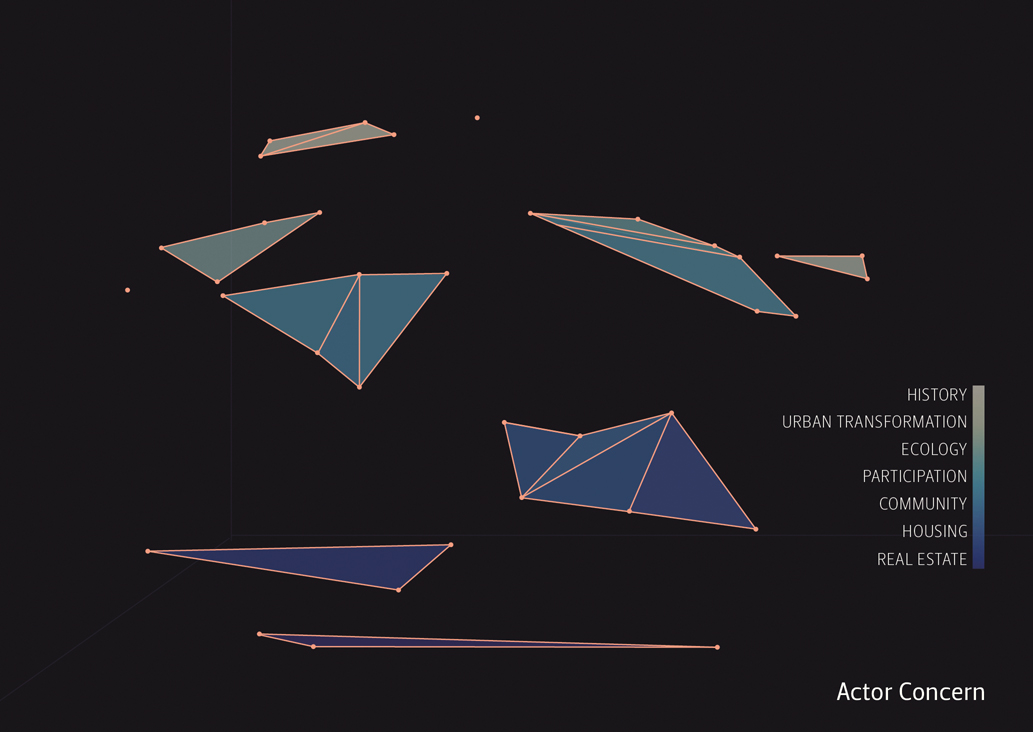 HISTORY
URBAN TRANSFORMATION
ECOLOGY
PARTICIPATION
COMMUNITY
HOUSING
REAL ESTATE
Actor Concern